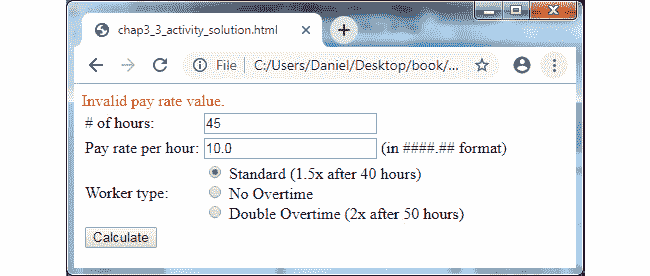 chap3_3_activity_solution.html
File C:/Users/Daniel/Desktop/book/...
Invalid pay rate value.
# of hours: 45
Pay rate per hour: 10.0 (in ####.## format)
Standard (1.5x after 40 hours)
Worker type: No Overtime
Double Overtime (2x after 50 hours)
Calculate